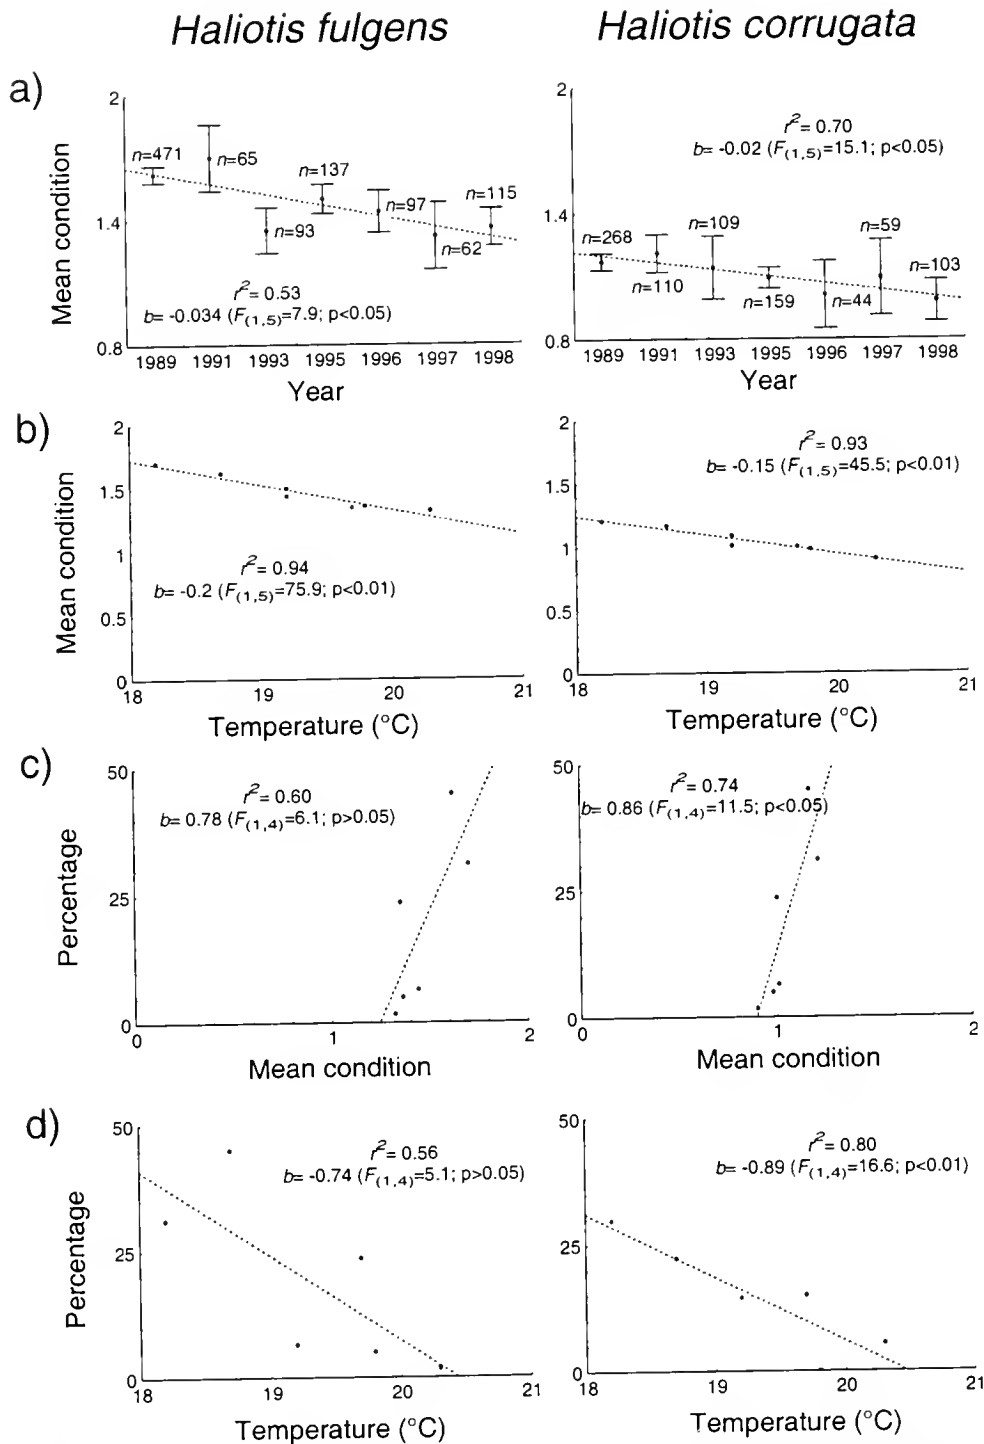 Haliotis fulgens
Haliotis corrugata
a)
Mean condition
2
1.4
0.8
n=471
n=65
n=93
n=137
n=97
n=62
n=115
r²= 0.53
b= -0.034 (F(1,5)=7.9; p<0.05)
1989 1991 1993 1995 1996 1997 1998
Year
2
1.4
0.8
r²= 0.70
b= -0.02 (F(1,5)=15.1; p<0.05)
n=268
n=110
n=109
n=159
n=44
n=59
n=103
1989 1991 1993 1995 1996 1997 1998
Year
b)
Mean condition
2
1.5
1
0.5
0
r²= 0.94
b= -0.2 (F(1,5)=75.9; p<0.01)
18 19 20 21
Temperature (°C)
2
1.5
1
0.5
0
r²= 0.93
b= -0.15 (F(1,5)=45.5; p<0.01)
18 19 20 21
Temperature (°C)
c)
Percentage
50
25
0
r²= 0.60
b= 0.78 (F(1,4)=6.1; p>0.05)
0 1 2
Mean condition
50
25
0
r²= 0.74
b= 0.86 (F(1,4)=11.5; p<0.05)
0 1 2
Mean condition
d)
Percentage
50
25
0
r²= 0.56
b= -0.74 (F(1,4)=5.1; p>0.05)
18 19 20 21
Temperature (°C)
50
25
0
r²= 0.80
b= -0.89 (F(1,4)=16.6; p<0.01)
18 19 20 21
Temperature (°C)